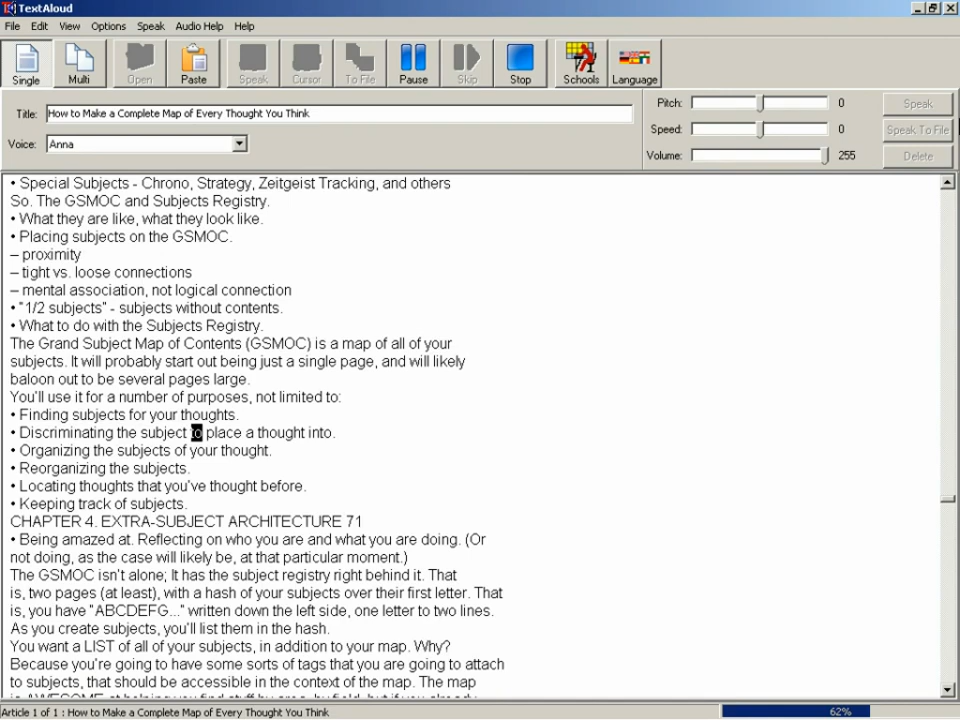 TextAloud
File Edit View Options Speak Audio Help Help
Single Multi Open Paste Speak Cursor To File Pause Skip Stop Schools Language
Title: How to Make a Complete Map of Every Thought You Think
Voice: Anna
Pitch: 0 Speak
Speed: 0 Speak To File
Volume: 255 Delete
• Special Subjects - Chrono, Strategy, Zeitgeist Tracking, and others
So. The GSMOC and Subjects Registry.
• What they are like, what they look like.
• Placing subjects on the GSMOC.
– proximity
– tight vs. loose connections
– mental association, not logical connection
• "1/2 subjects" - subjects without contents.
• What to do with the Subjects Registry.
The Grand Subject Map of Contents (GSMOC) is a map of all of your
subjects. It will probably start out being just a single page, and will likely
baloon out to be several pages large.
You'll use it for a number of purposes, not limited to:
• Finding subjects for your thoughts.
• Discriminating the subject to place a thought into.
• Organizing the subjects of your thought.
• Reorganizing the subjects.
• Locating thoughts that you've thought before.
• Keeping track of subjects.
CHAPTER 4. EXTRA-SUBJECT ARCHITECTURE 71
• Being amazed at. Reflecting on who you are and what you are doing. (Or
not doing, as the case will likely be, at that particular moment.)
The GSMOC isn't alone; It has the subject registry right behind it. That
is, two pages (at least), with a hash of your subjects over their first letter. That
is, you have "ABCDEFG..." written down the left side, one letter to two lines.
As you create subjects, you'll list them in the hash.
You want a LIST of all of your subjects, in addition to your map. Why?
Because you're going to have some sorts of tags that you are going to attach
to subjects, that should be accessible in the context of the map. The map
is AWESOME at helping you find stuff by area, by field, but if you already
Article 1 of 1 : How to Make a Complete Map of Every Thought You Think
62%